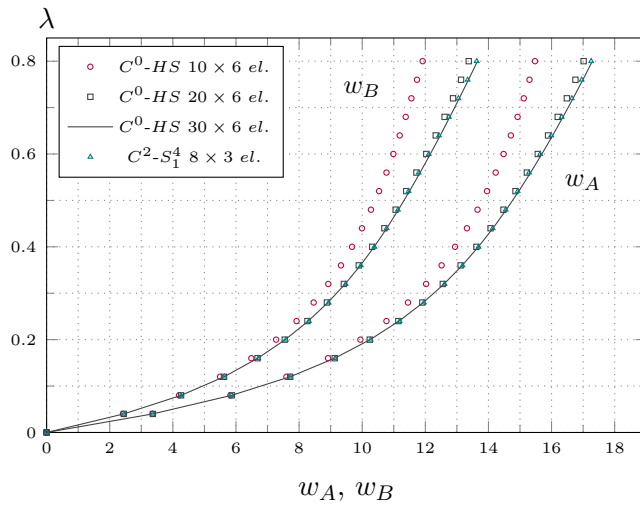 λ
0.8
0.6
0.4
0.2
0
C⁰-HS 10 × 6 el.
C⁰-HS 20 × 6 el.
C⁰-HS 30 × 6 el.
C²-S₁⁴ 8 × 3 el.
w_B
w_A
0 2 4 6 8 10 12 14 16 18
w_A, w_B